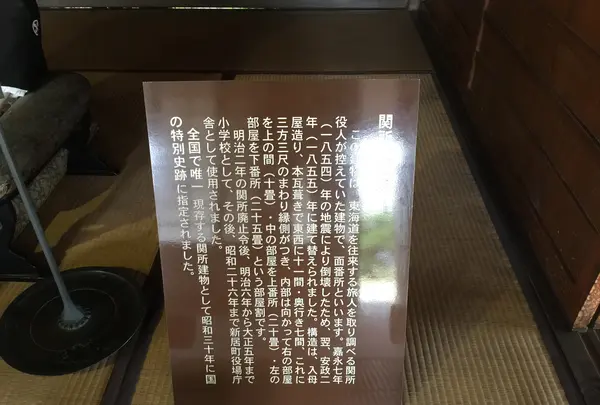 関所
この建物は、東海道を往来する旅人を取り調べる関所
役人が控えていた建物で、面番所といいます。嘉永七年
（一八五四）年の地震により倒壊したため、翌、安政二
年（一八五五）年に建て替えられました。構造は、入母
屋造り、本瓦葺きで東西に十一間・奥行き七間、これに
三方三尺のまわり縁側がつき、内部は向かって右の部屋
を上の間（十畳）・中の部屋を上番所（二十畳）・左の
部屋を下番所（二十五畳）という部屋割です。
明治二年の関所廃止令後、明治六年から大正五年まで
小学校として、その後、昭和二十六年まで新居町役場庁
舎として使用されました。
全国で唯一 現存する関所建物として昭和三十年に国
の特別史跡に指定されました。